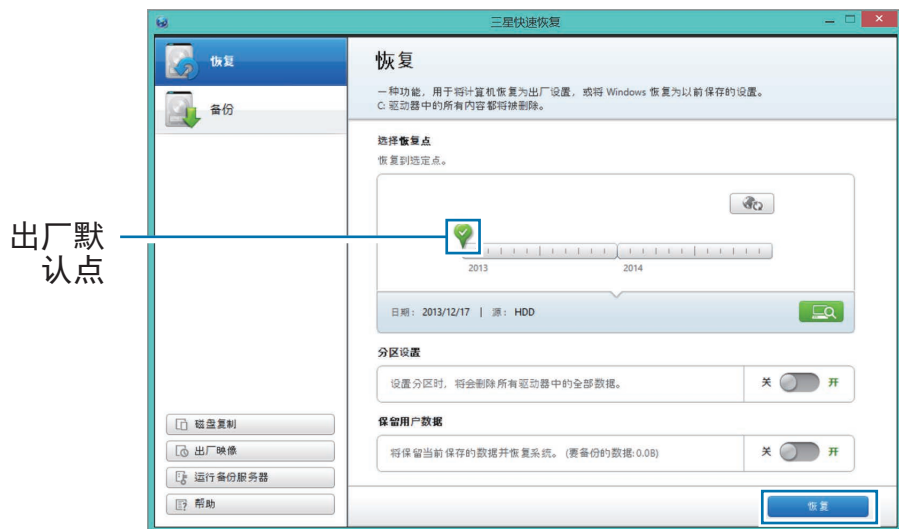 三星快速恢复
恢复
备份
恢复
一种功能，用于将计算机恢复为出厂设置，或将 Windows 恢复为以前保存的设置。
C: 驱动器中的所有内容都将被删除。
选择恢复点
恢复到选定点。
出厂默
认点
2013
2014
日期： 2013/12/17 | 源： HDD
分区设置
设置分区时，将会删除所有驱动器中的全部数据。
关
开
保留用户数据
将保留当前保存的数据并恢复系统。 (要备份的数据:0.0B)
关
开
磁盘复制
出厂映像
运行备份服务器
帮助
恢复